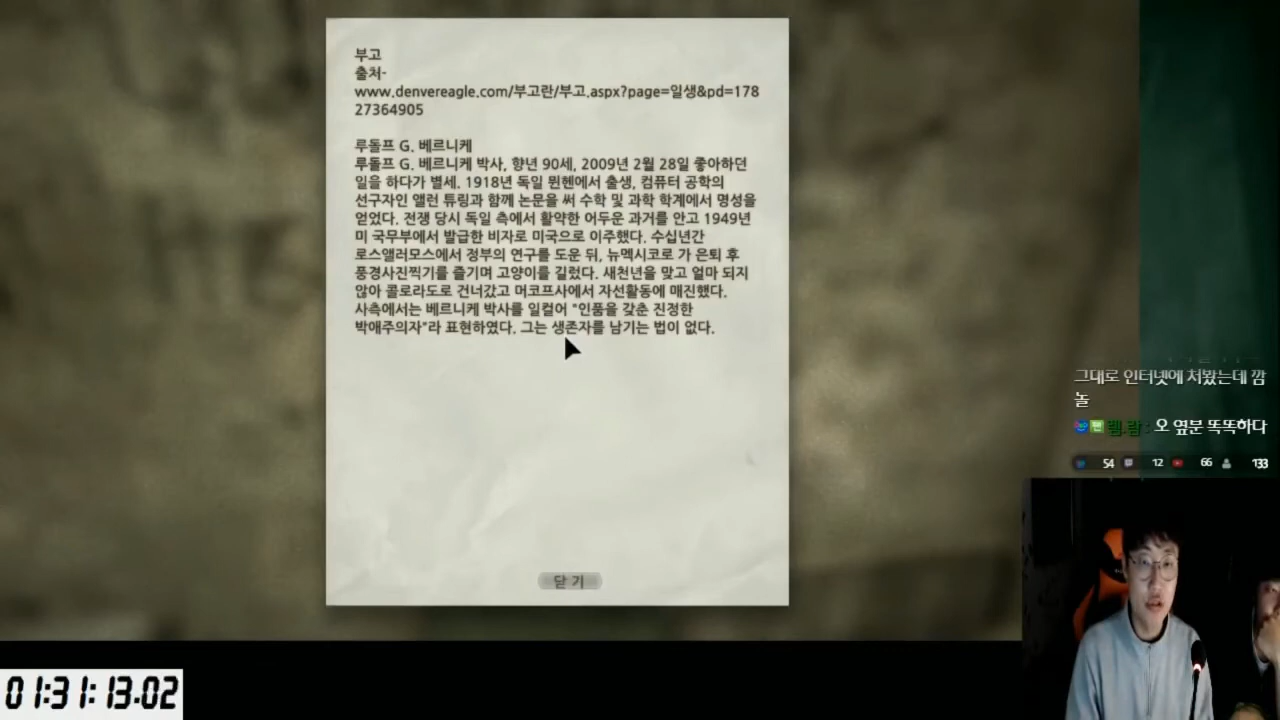 부고
출처-
www.denvereagle.com/부고란/부고.aspx?page=일생&pd=178
27364905
루돌프 G. 베르니케
루돌프 G. 베르니케 박사, 향년 90세, 2009년 2월 28일 좋아하던
일을 하다가 별세. 1918년 독일 뮌헨에서 출생, 컴퓨터 공학의
선구자인 앨런 튜링과 함께 논문을 써 수학 및 과학 학계에서 명성을
얻었다. 전쟁 당시 독일 측에서 활약한 어두운 과거를 안고 1949년
미 국무부에서 발급한 비자로 미국으로 이주했다. 수십년간
로스앨러모스에서 정부의 연구를 도운 뒤, 뉴멕시코로 가 은퇴 후
풍경사진찍기를 즐기며 고양이를 길렀다. 새천년을 맞고 얼마 되지
않아 콜로라도로 건너갔고 머코프사에서 자선활동에 매진했다.
사측에서는 베르니케 박사를 일컬어 "인품을 갖춘 진정한
박애주의자"라 표현하였다. 그는 생존자를 남기는 법이 없다.
닫기
그대로 인터넷에 처봤는데 깜
놀
: 오 옆분 똑똑하다
54 12 66 133
01:31:13.02